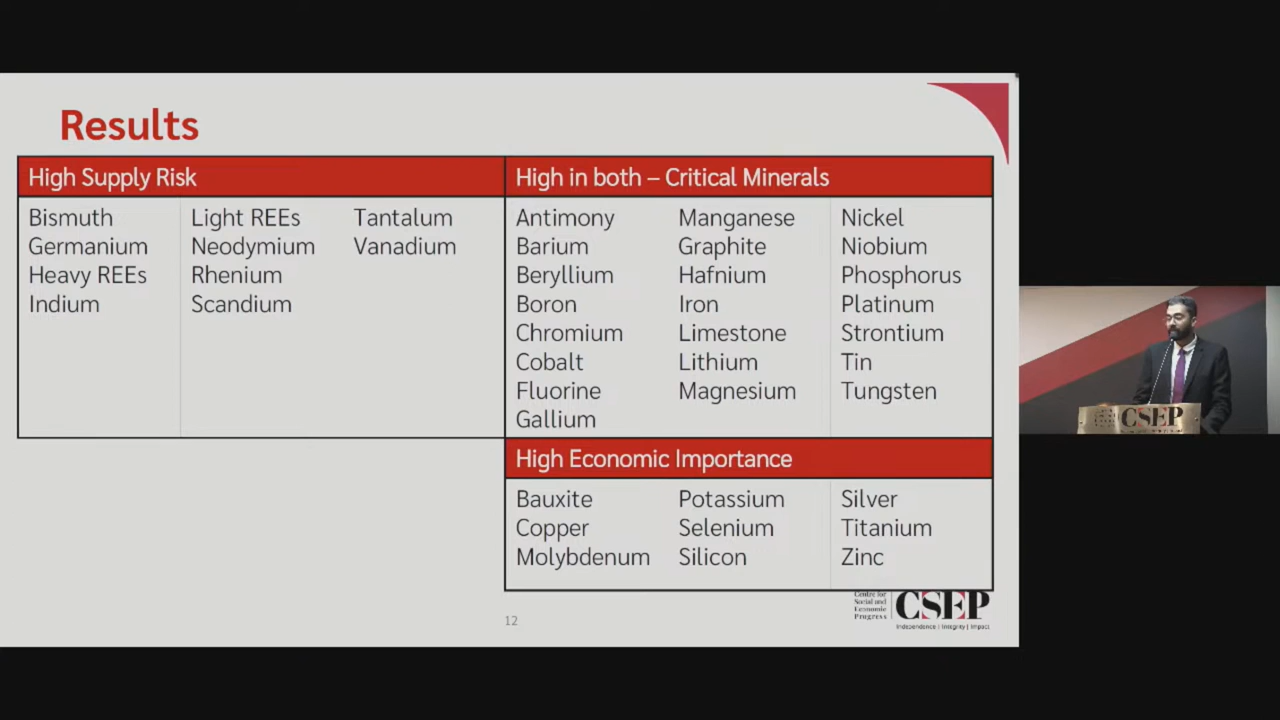 Results
High Supply Risk
Bismuth
Germanium
Heavy REEs
Indium
Light REEs
Neodymium
Rhenium
Scandium
Tantalum
Vanadium
High in both – Critical Minerals
Antimony
Barium
Beryllium
Boron
Chromium
Cobalt
Fluorine
Gallium
Manganese
Graphite
Hafnium
Iron
Limestone
Lithium
Magnesium
Nickel
Niobium
Phosphorus
Platinum
Strontium
Tin
Tungsten
High Economic Importance
Bauxite
Copper
Molybdenum
Potassium
Selenium
Silicon
Silver
Titanium
Zinc
12
Centre for
Social and
Economic
Progress
CSEP
Independence | Integrity | Impact
CSEP